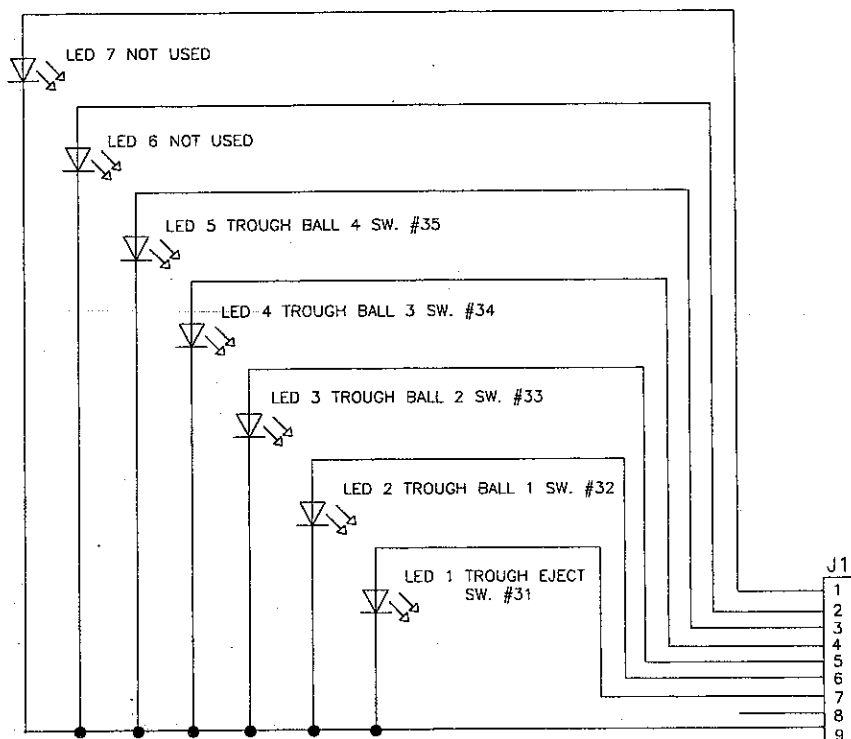 LED 7 NOT USED
LED 6 NOT USED
LED 5 TROUGH BALL 4 SW. #35
LED 4 TROUGH BALL 3 SW. #34
LED 3 TROUGH BALL 2 SW. #33
LED 2 TROUGH BALL 1 SW. #32
LED 1 TROUGH EJECT
SW. #31
J1
1
2
3
4
5
6
7
8
9